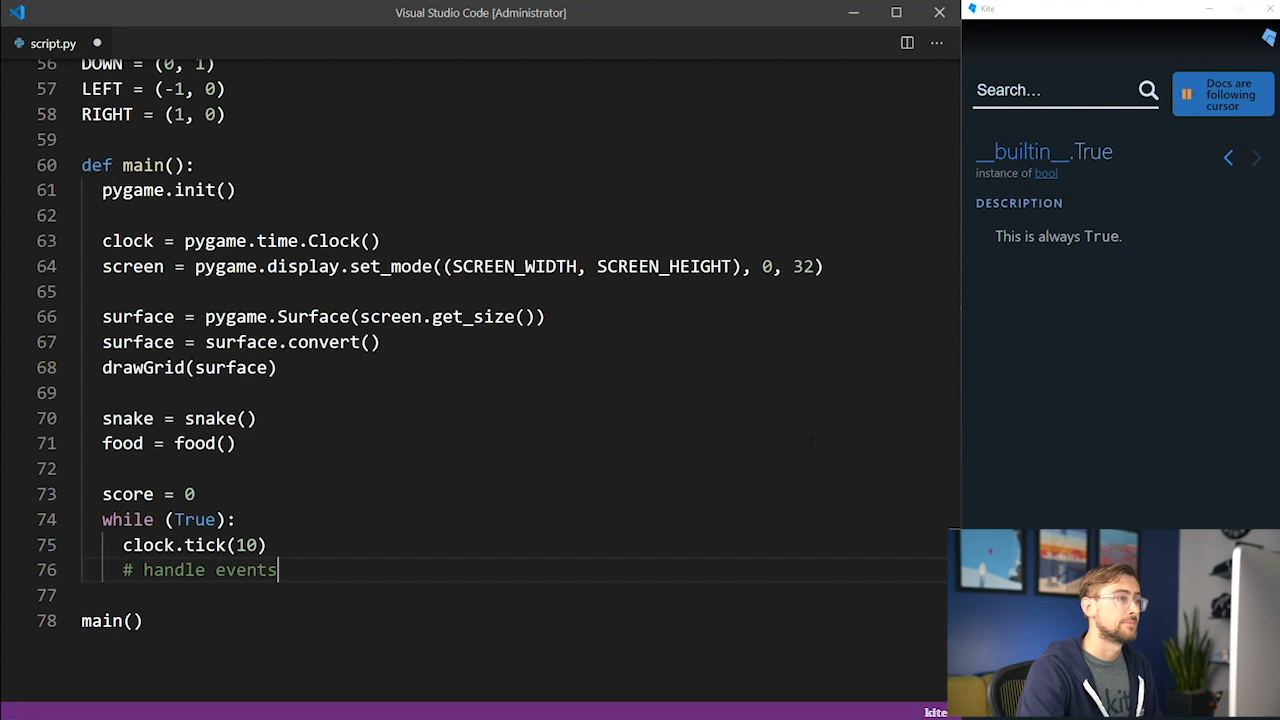 Visual Studio Code [Administrator]
script.py
56 DOWN = (0, 1)
57 LEFT = (-1, 0)
58 RIGHT = (1, 0)
59
60 def main():
61 pygame.init()
62
63 clock = pygame.time.Clock()
64 screen = pygame.display.set_mode((SCREEN_WIDTH, SCREEN_HEIGHT), 0, 32)
65
66 surface = pygame.Surface(screen.get_size())
67 surface = surface.convert()
68 drawGrid(surface)
69
70 snake = snake()
71 food = food()
72
73 score = 0
74 while (True):
75 clock.tick(10)
76 # handle events
77
78 main()
kite
Kite
Search...
Docs are
following
cursor
__builtin__.True
instance of bool
DESCRIPTION
This is always True.